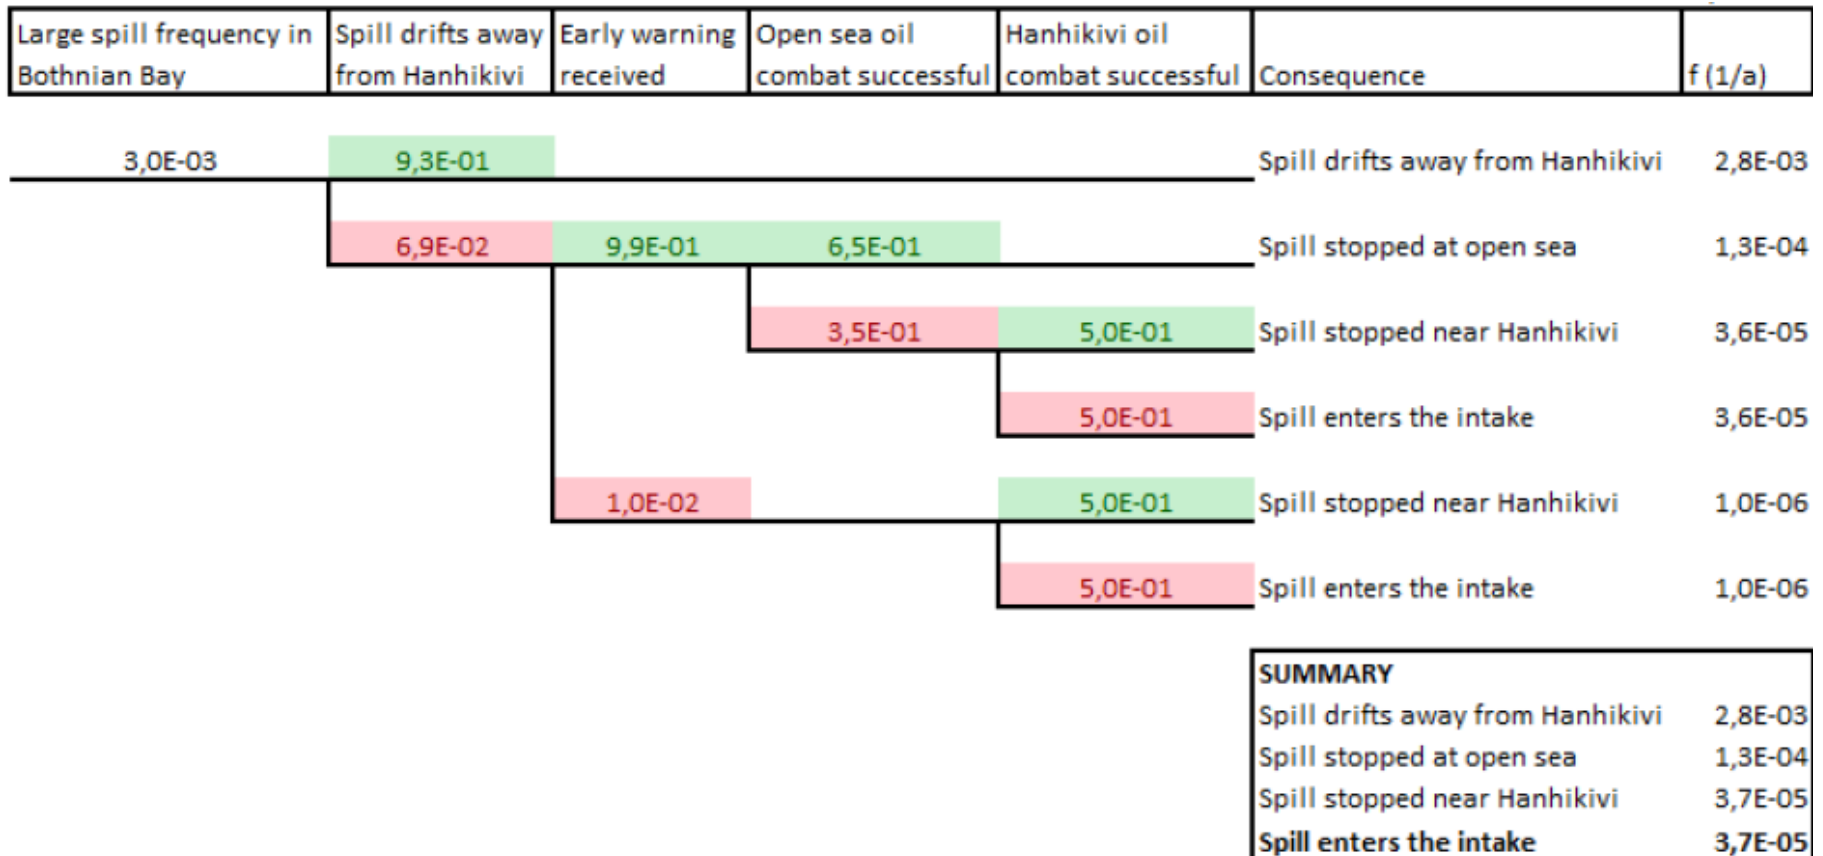 Large spill frequency in Bothnian Bay
Spill drifts away from Hanhikivi
Early warning received
Open sea oil combat successful
Hanhikivi oil combat successful
Consequence
f (1/a)
3,0E-03 9,3E-01 Spill drifts away from Hanhikivi 2,8E-03
6,9E-02 9,9E-01 6,5E-01 Spill stopped at open sea 1,3E-04
3,5E-01 5,0E-01 Spill stopped near Hanhikivi 3,6E-05
5,0E-01 Spill enters the intake 3,6E-05
1,0E-02 5,0E-01 Spill stopped near Hanhikivi 1,0E-06
5,0E-01 Spill enters the intake 1,0E-06
SUMMARY
Spill drifts away from Hanhikivi 2,8E-03
Spill stopped at open sea 1,3E-04
Spill stopped near Hanhikivi 3,7E-05
Spill enters the intake 3,7E-05